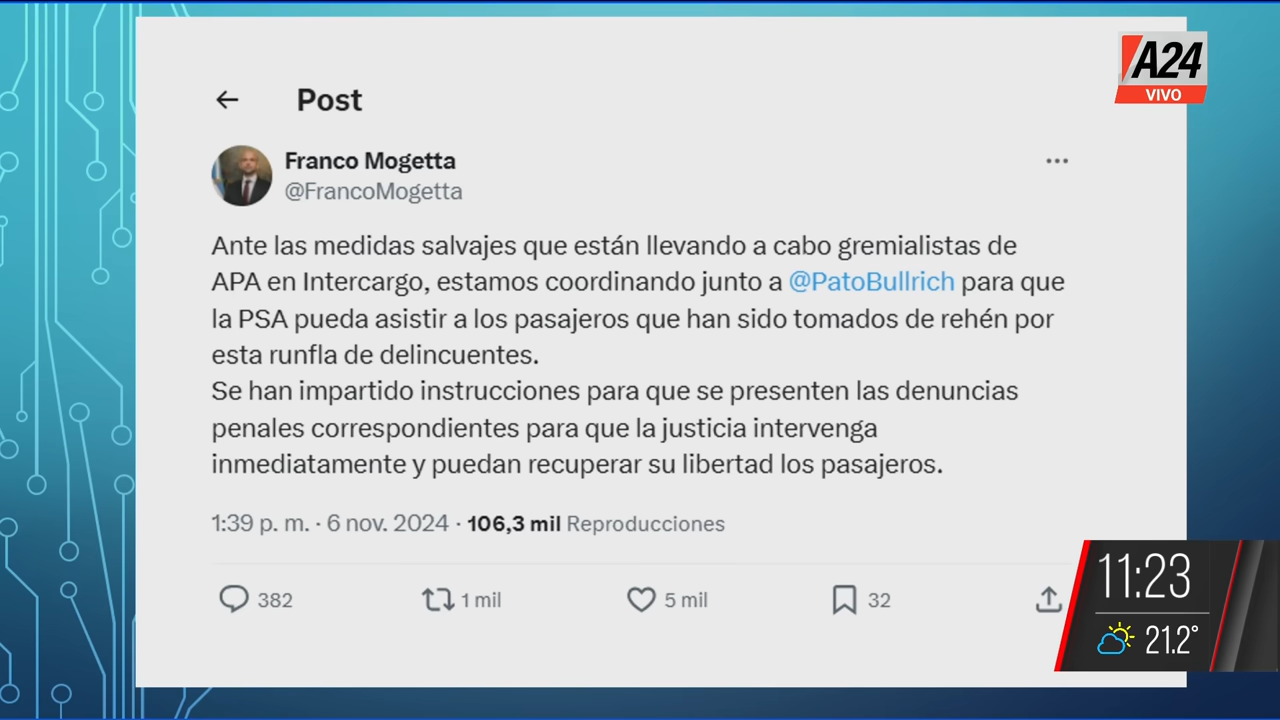 A24
VIVO
Post
Franco Mogetta
@FrancoMogetta
Ante las medidas salvajes que están llevando a cabo gremialistas de
APA en Intercargo, estamos coordinando junto a @PatoBullrich para que
la PSA pueda asistir a los pasajeros que han sido tomados de rehén por
esta runfla de delincuentes.
Se han impartido instrucciones para que se presenten las denuncias
penales correspondientes para que la justicia intervenga
inmediatamente y puedan recuperar su libertad los pasajeros.
1:39 p. m. · 6 nov. 2024 · 106,3 mil Reproducciones
382 1 mil 5 mil 32
11:23
21.2°